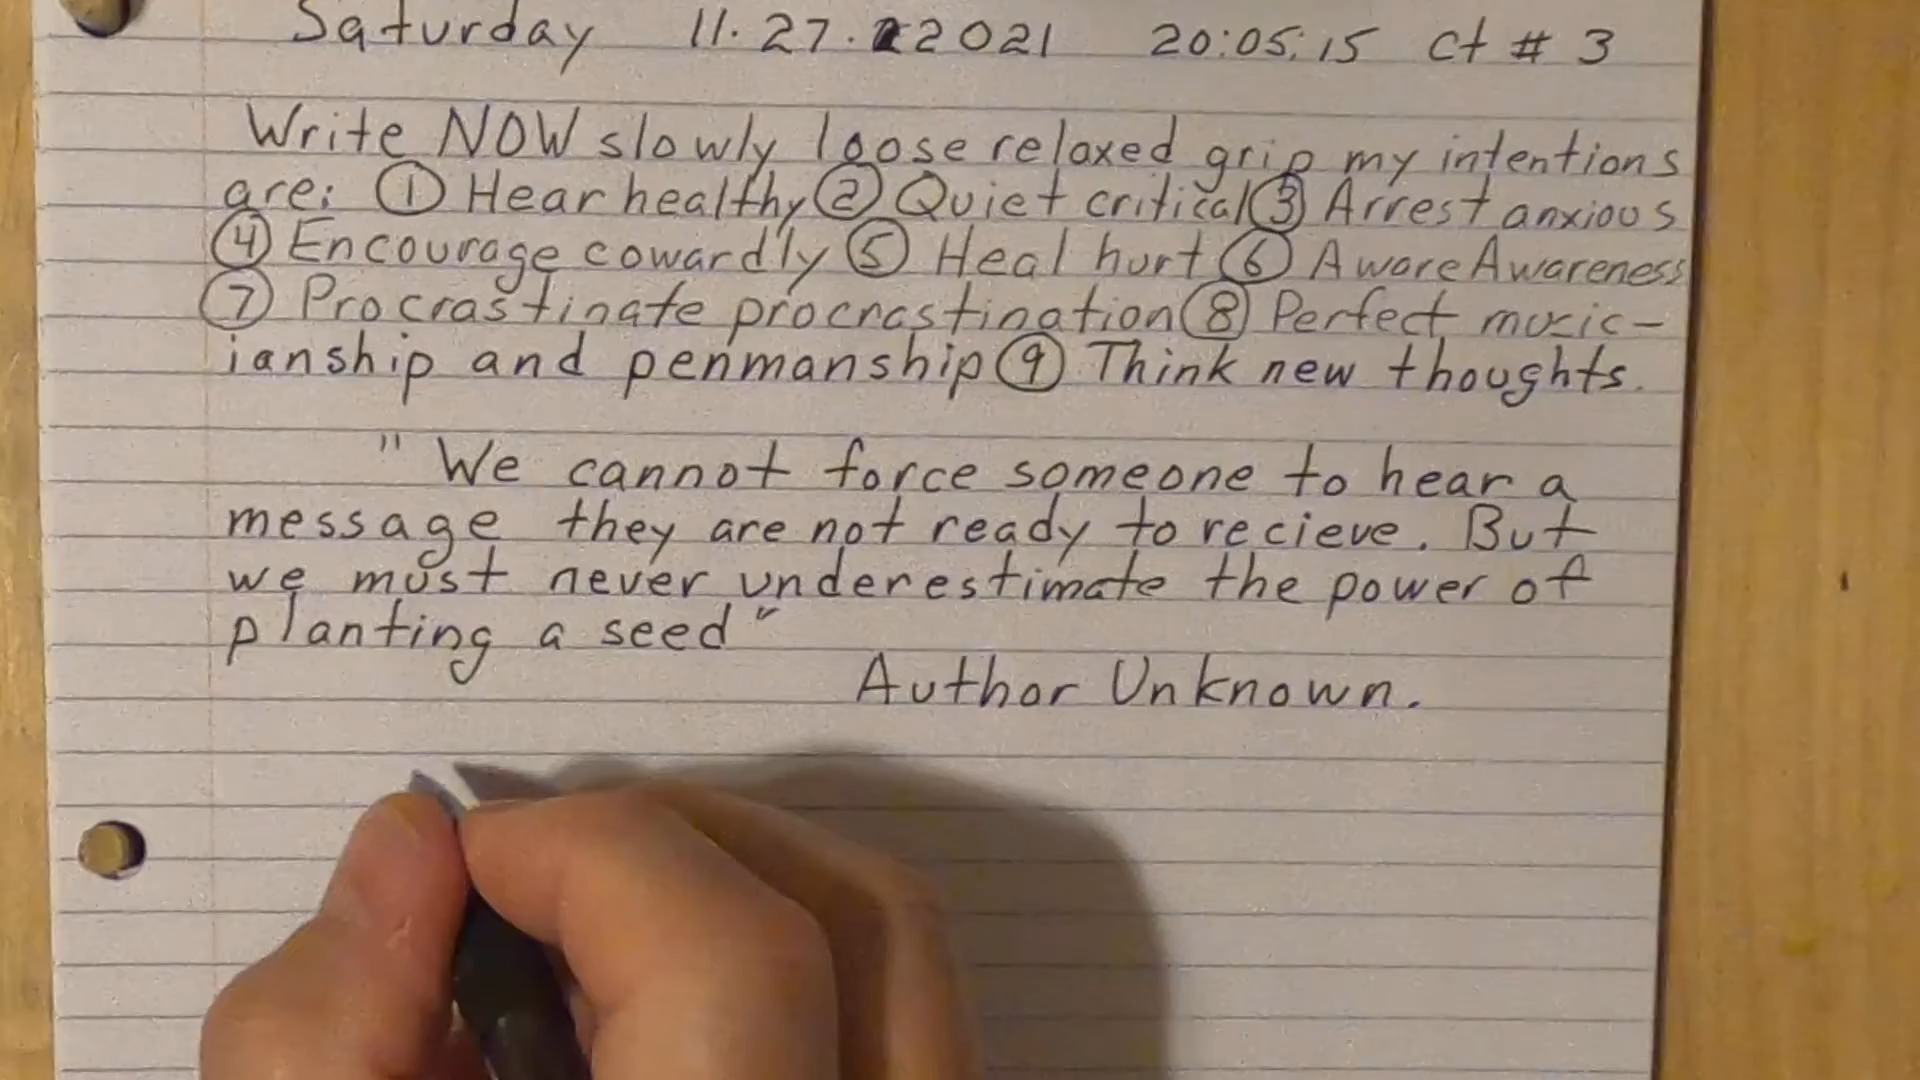 Saturday 11.27.2021 20:05:15 ct # 3
Write NOW slowly loose relaxed grip my intentions
are: ① Hear healthy ② Quiet critical ③ Arrest anxious
④ Encourage cowardly ⑤ Heal hurt ⑥ Aware Awareness
⑦ Procrastinate procrastination ⑧ Perfect music-
ianship and penmanship ⑨ Think new thoughts.
"We cannot force someone to hear a
message they are not ready to recieve. But
we must never underestimate the power of
planting a seed"
Author Unknown.